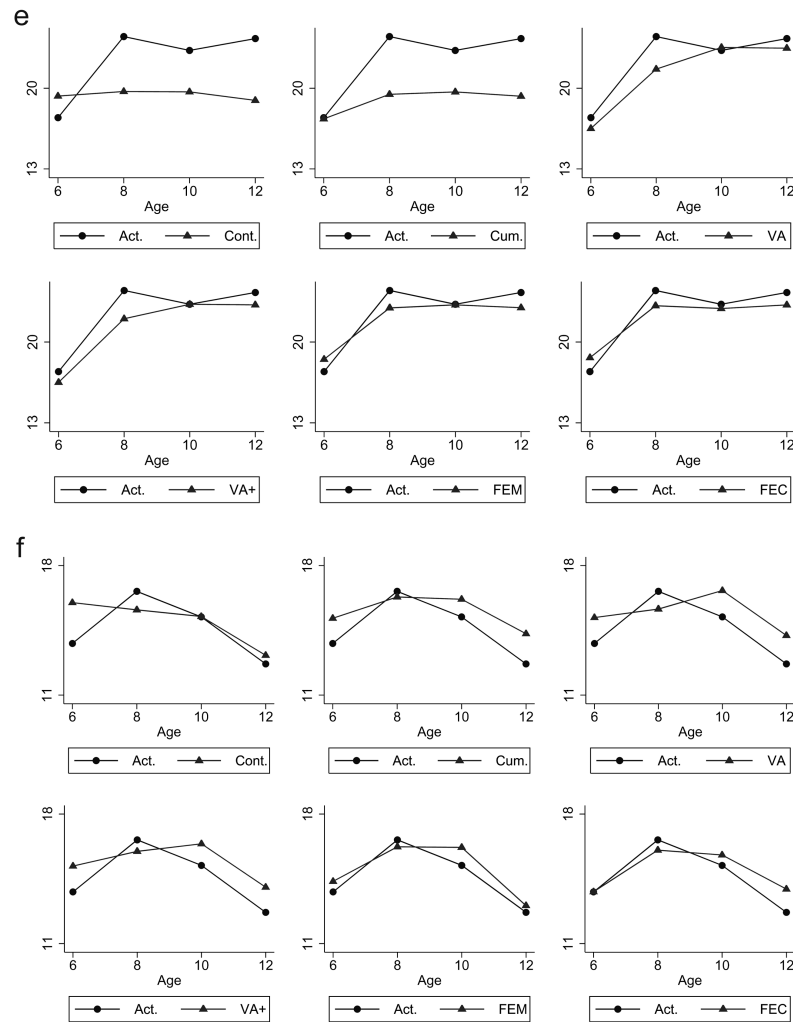 e
20
13
6 8 10 12
Age
Act. Cont.
20
13
6 8 10 12
Age
Act. Cum.
20
13
6 8 10 12
Age
Act. VA
20
13
6 8 10 12
Age
Act. VA+
20
13
6 8 10 12
Age
Act. FEM
20
13
6 8 10 12
Age
Act. FEC
f
18
11
6 8 10 12
Age
Act. Cont.
18
11
6 8 10 12
Age
Act. Cum.
18
11
6 8 10 12
Age
Act. VA
18
11
6 8 10 12
Age
Act. VA+
18
11
6 8 10 12
Age
Act. FEM
18
11
6 8 10 12
Age
Act. FEC